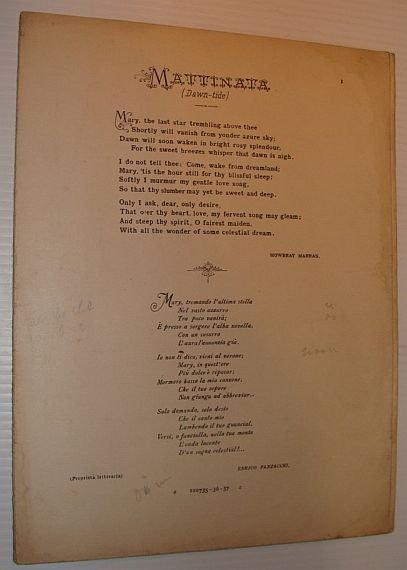 MATTINATA
1
(Dawn-tide)
Mary, the last star trembling above thee
Shortly will vanish from yonder azure sky;
Dawn will soon waken in bright rosy splendour,
For the sweet breezes whisper that dawn is nigh.
I do not tell thee: Come, wake from dreamland;
Mary, 'tis the hour still for thy blissful sleep;
Softly I murmur my gentle love song,
So that thy slumber may yet be sweet and deep.
Only I ask, dear, only desire,
That o'er thy heart, love, my fervent song may gleam;
And steep thy spirit, O fairest maiden,
With all the wonder of some celestial dream.
MOWBRAY MARRAS.
Mary, tremando l'ultima stella
Nel vasto azzurro
Tra poco vanirà;
E presso a sorgere l'alba novella,
Con un susurro
L'aura l'annunzia già.
Io non ti dico, vieni al verone;
Mary, in quest'ore
Più dolce è riposar;
Mormoro basso la mia canzone,
Che il tuo sopore
Non giunga ad abbreviar..
Solo domando, solo desio
Che il canto mio
Lambendo il tuo guancial,
Versi, o fanciulla, nella tua mente
L'onda lucente
D'un sogno celestial!...
ENRICO PANZACCHI.
(Proprietà letteraria)
100735-36-37